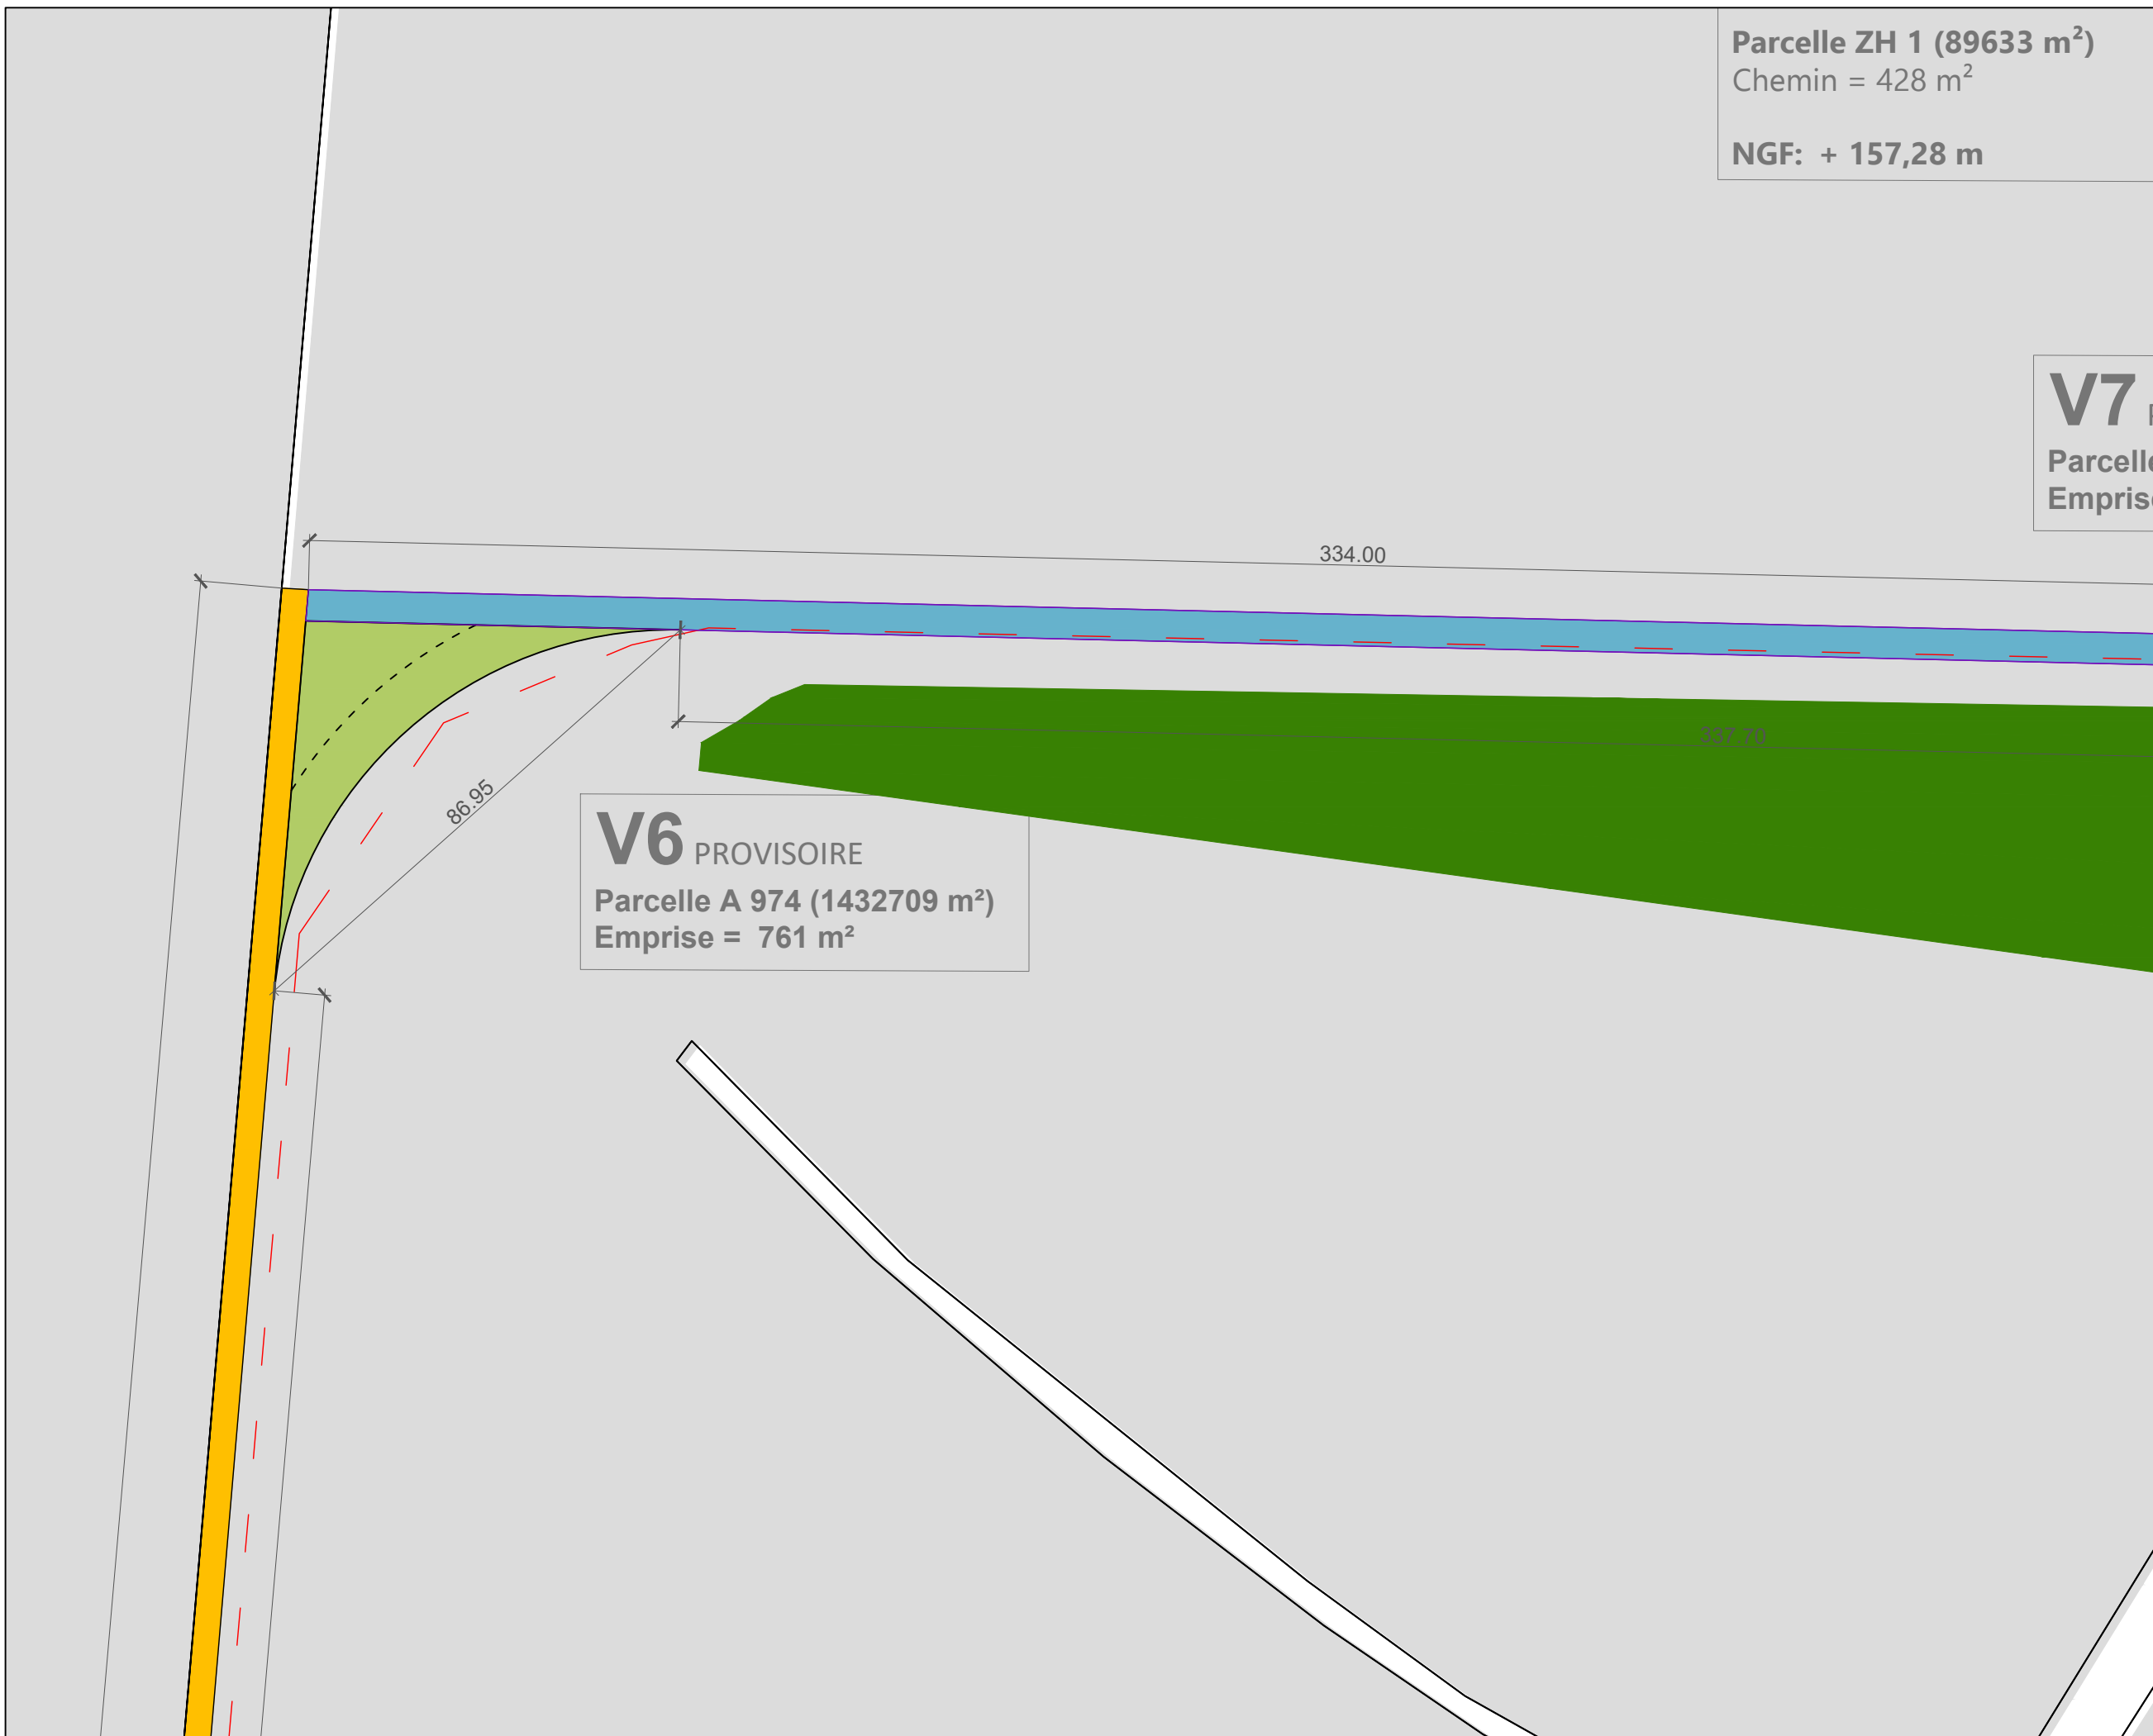 Parcelle ZH 1 (89633 m²)
Chemin = 428 m²
NGF: + 157,28 m
V7
Parcelle
Emprise
334.00
337.70
86.95
V6 PROVISOIRE
Parcelle A 974 (1432709 m²)
Emprise = 761 m²